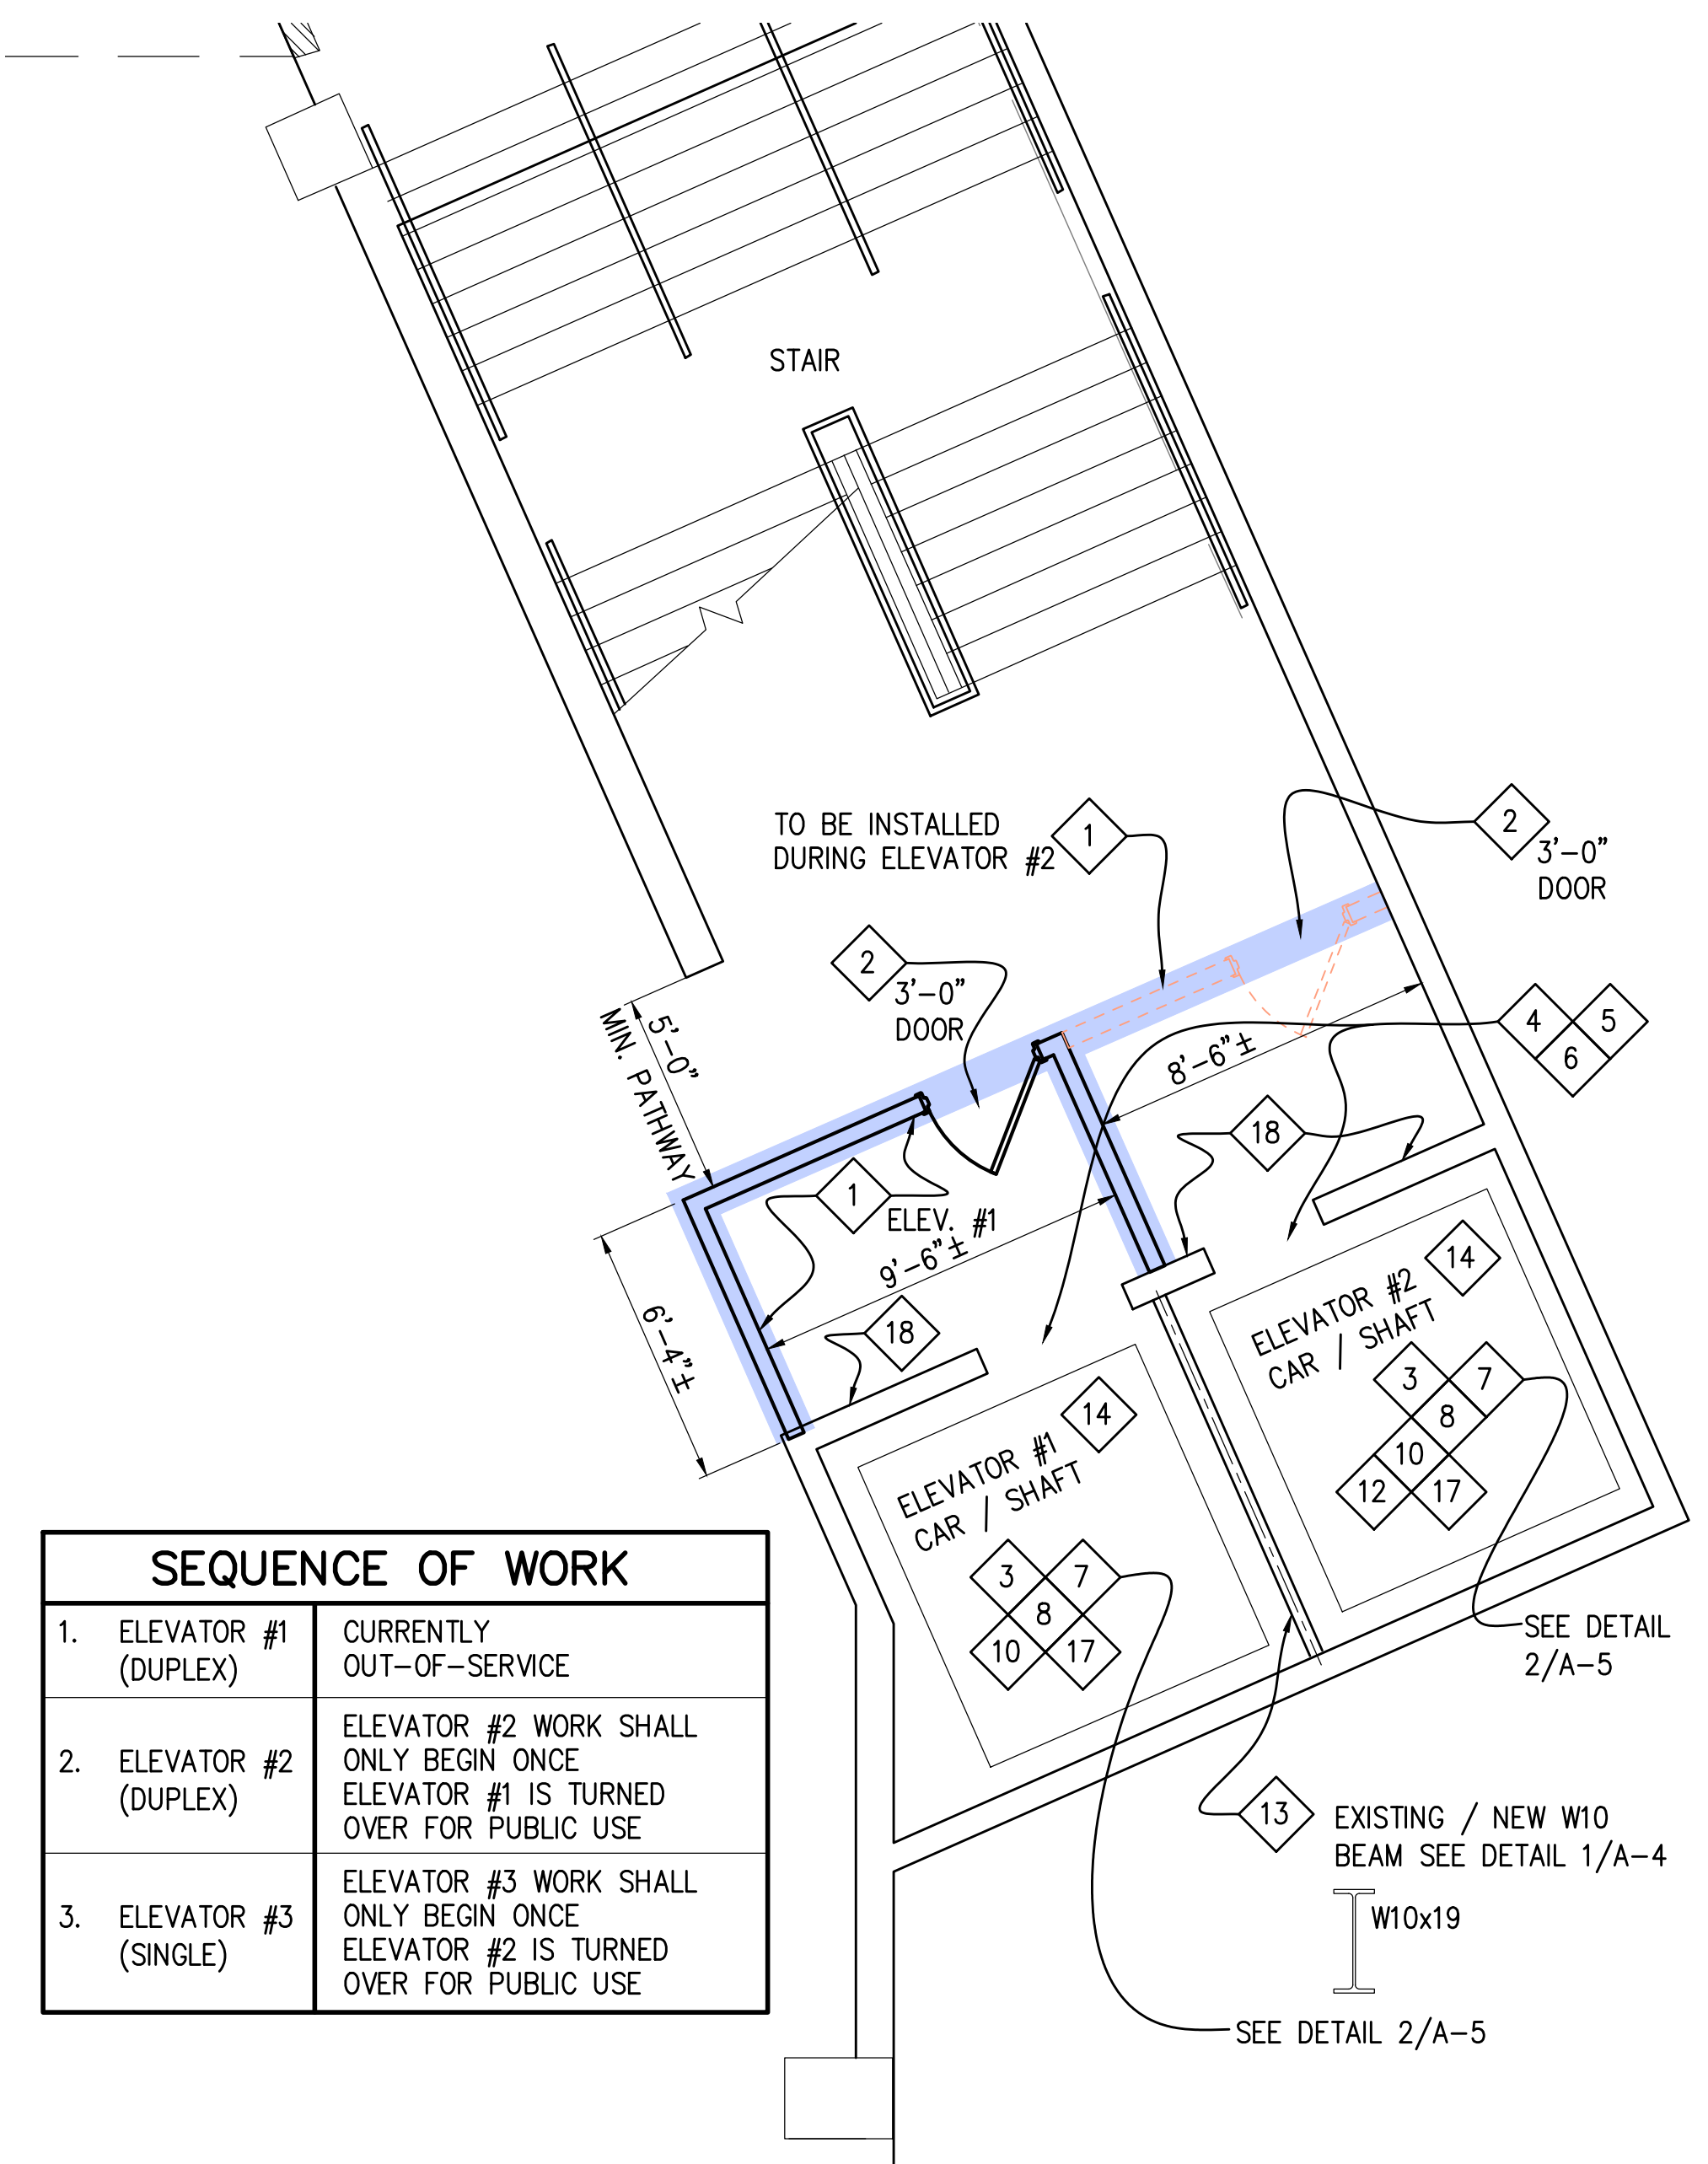 STAIR
TO BE INSTALLED
DURING ELEVATOR #2
1
2
3'-0"
DOOR
2
3'-0"
DOOR
5'-0"
MIN. PATHWAY
8'-6"±
4
5
6
18
1
ELEV. #1
9'-6"±
6'-4"±
18
14
ELEVATOR #2
CAR / SHAFT
3
7
8
10
12
17
14
ELEVATOR #1
CAR / SHAFT
3
7
8
10
17
SEE DETAIL
2/A-5
13
EXISTING / NEW W10
BEAM SEE DETAIL 1/A-4
W10x19
SEE DETAIL 2/A-5
SEQUENCE OF WORK
1. ELEVATOR #1
(DUPLEX)
CURRENTLY
OUT-OF-SERVICE
2. ELEVATOR #2
(DUPLEX)
ELEVATOR #2 WORK SHALL
ONLY BEGIN ONCE
ELEVATOR #1 IS TURNED
OVER FOR PUBLIC USE
3. ELEVATOR #3
(SINGLE)
ELEVATOR #3 WORK SHALL
ONLY BEGIN ONCE
ELEVATOR #2 IS TURNED
OVER FOR PUBLIC USE